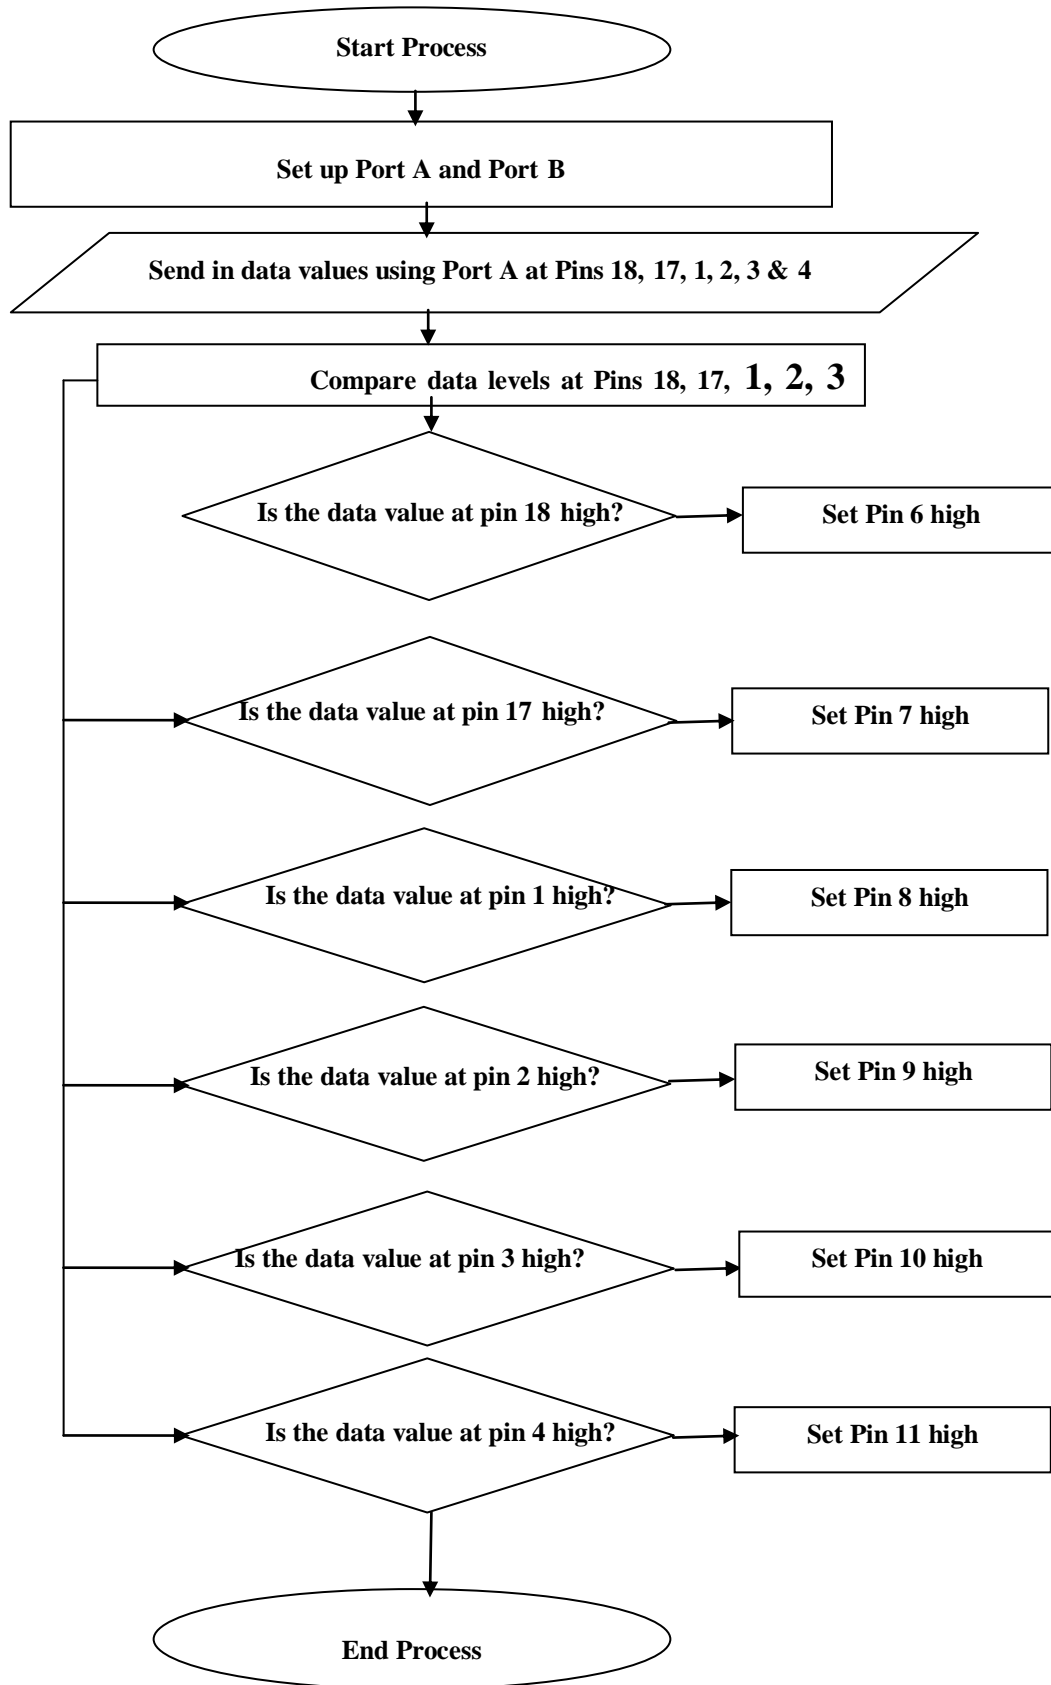 Start Process
Set up Port A and Port B
Send in data values using Port A at Pins 18, 17, 1, 2, 3 & 4
Compare data levels at Pins 18, 17, 1, 2, 3
Is the data value at pin 18 high?
Set Pin 6 high
Is the data value at pin 17 high?
Set Pin 7 high
Is the data value at pin 1 high?
Set Pin 8 high
Is the data value at pin 2 high?
Set Pin 9 high
Is the data value at pin 3 high?
Set Pin 10 high
Is the data value at pin 4 high?
Set Pin 11 high
End Process